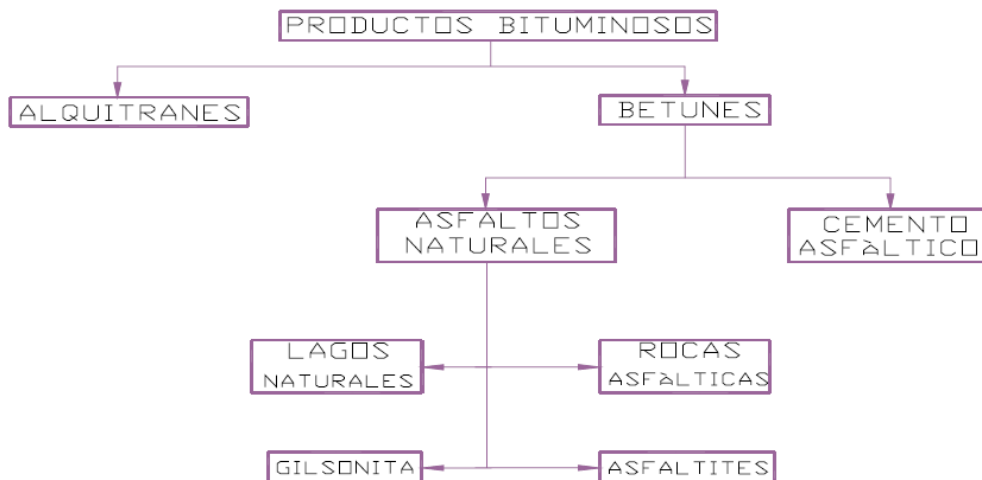 PRODUCTOS BITUMINOSOS
ALQUITRANES
BETUNES
ASFALTOS
NATURALES
CEMENTO
ASFàLTICO
LAGOS
NATURALES
ROCAS
ASFàLTICAS
GILSONITA
ASFALTITES